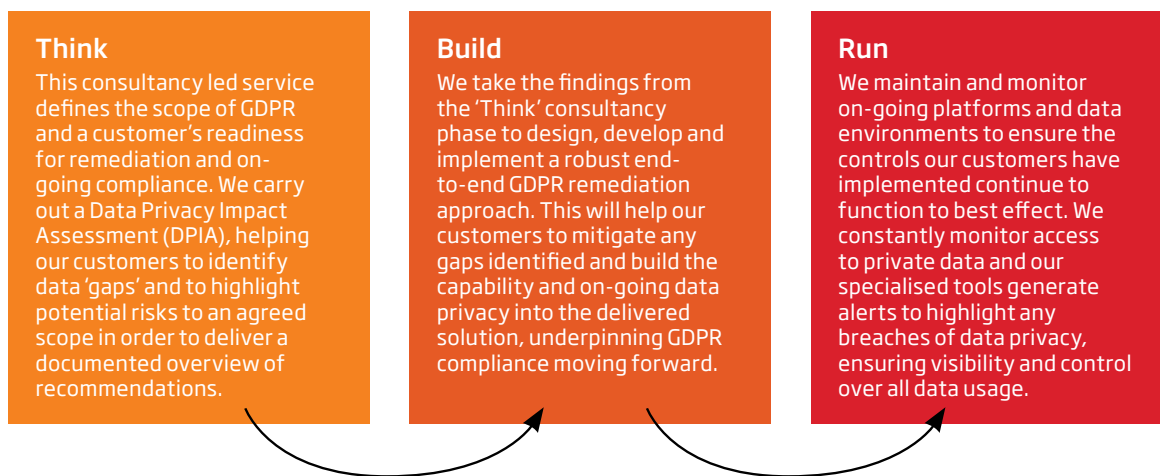 Think
This consultancy led service
defines the scope of GDPR
and a customer's readiness
for remediation and on-
going compliance. We carry
out a Data Privacy Impact
Assessment (DPIA), helping
our customers to identify
data 'gaps' and to highlight
potential risks to an agreed
scope in order to deliver a
documented overview of
recommendations.
Build
We take the findings from
the 'Think' consultancy
phase to design, develop and
implement a robust end-
to-end GDPR remediation
approach. This will help our
customers to mitigate any
gaps identified and build the
capability and on-going data
privacy into the delivered
solution, underpinning GDPR
compliance moving forward.
Run
We maintain and monitor
on-going platforms and data
environments to ensure the
controls our customers have
implemented continue to
function to best effect. We
constantly monitor access
to private data and our
specialised tools generate
alerts to highlight any
breaches of data privacy,
ensuring visibility and control
over all data usage.